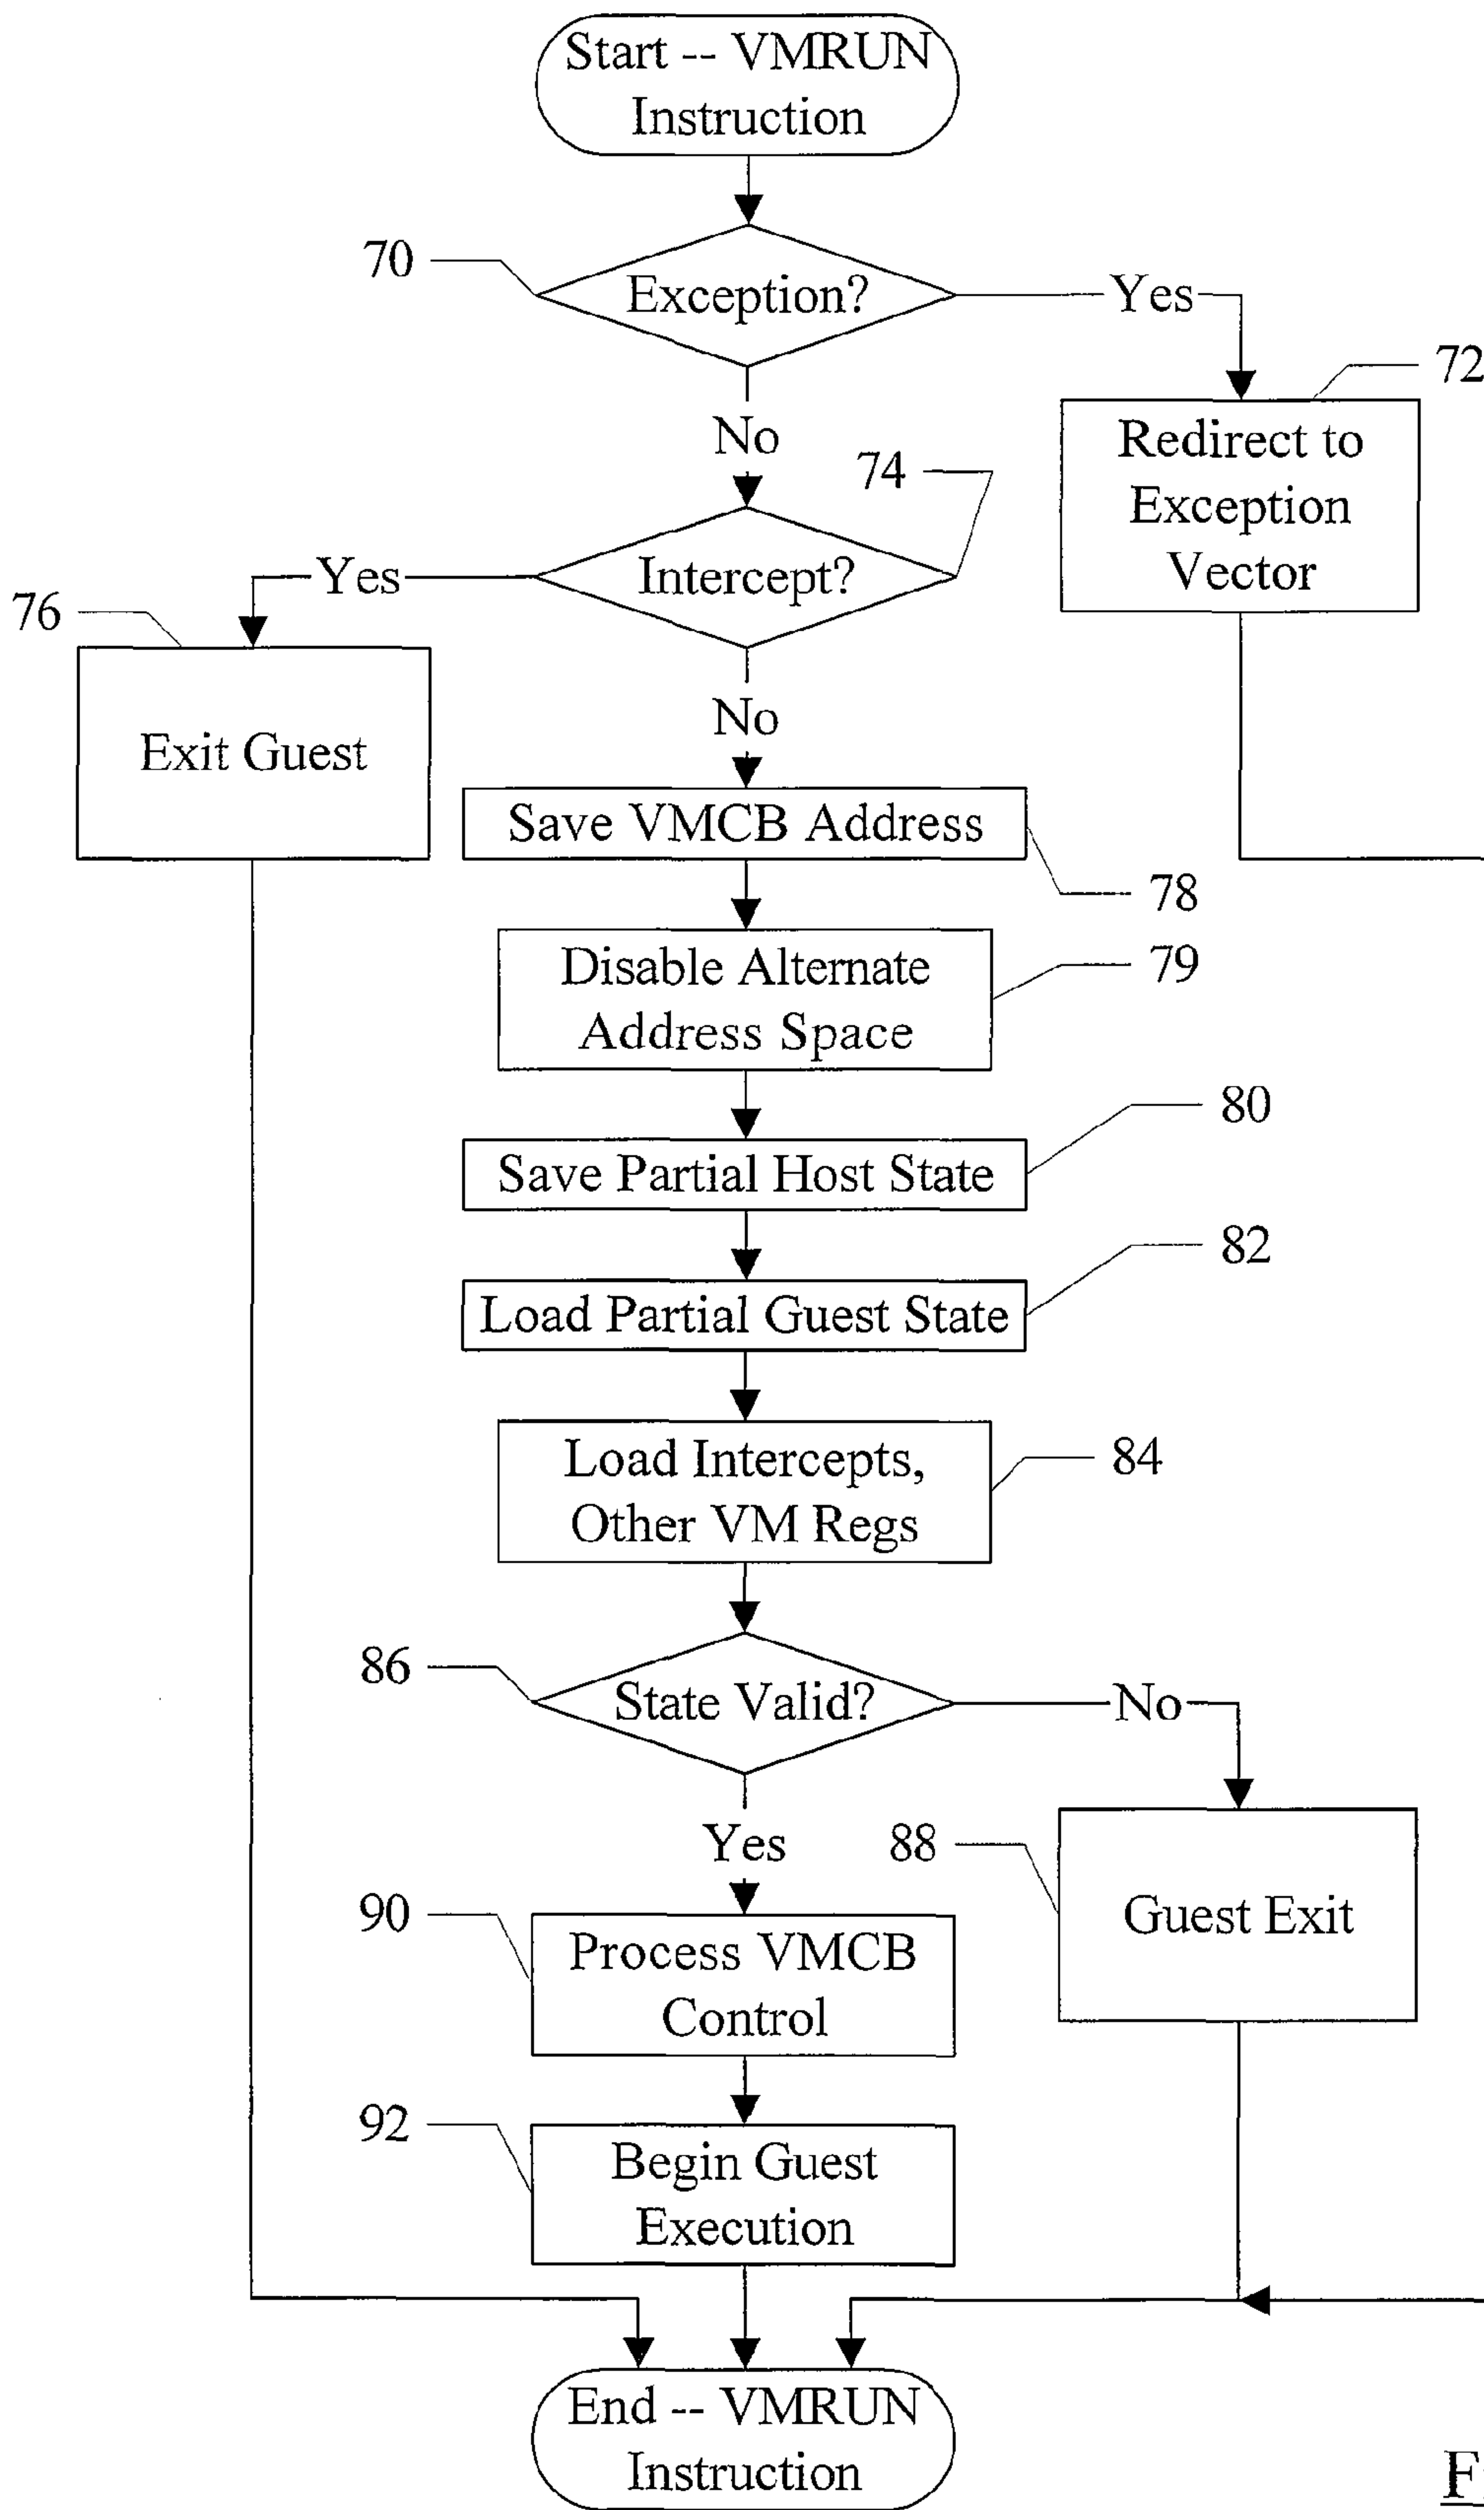 Start -- VMRUN
Instruction
70
Exception?
Yes
72
Redirect to
Exception
Vector
No
74
Intercept?
Yes
76
Exit Guest
No
Save VMCB Address
78
Disable Alternate
Address Space
79
Save Partial Host State
80
Load Partial Guest State
82
Load Intercepts,
Other VM Regs
84
86
State Valid?
No
Yes
88
Guest Exit
90
Process VMCB
Control
92
Begin Guest
Execution
End -- VMRUN
Instruction
F